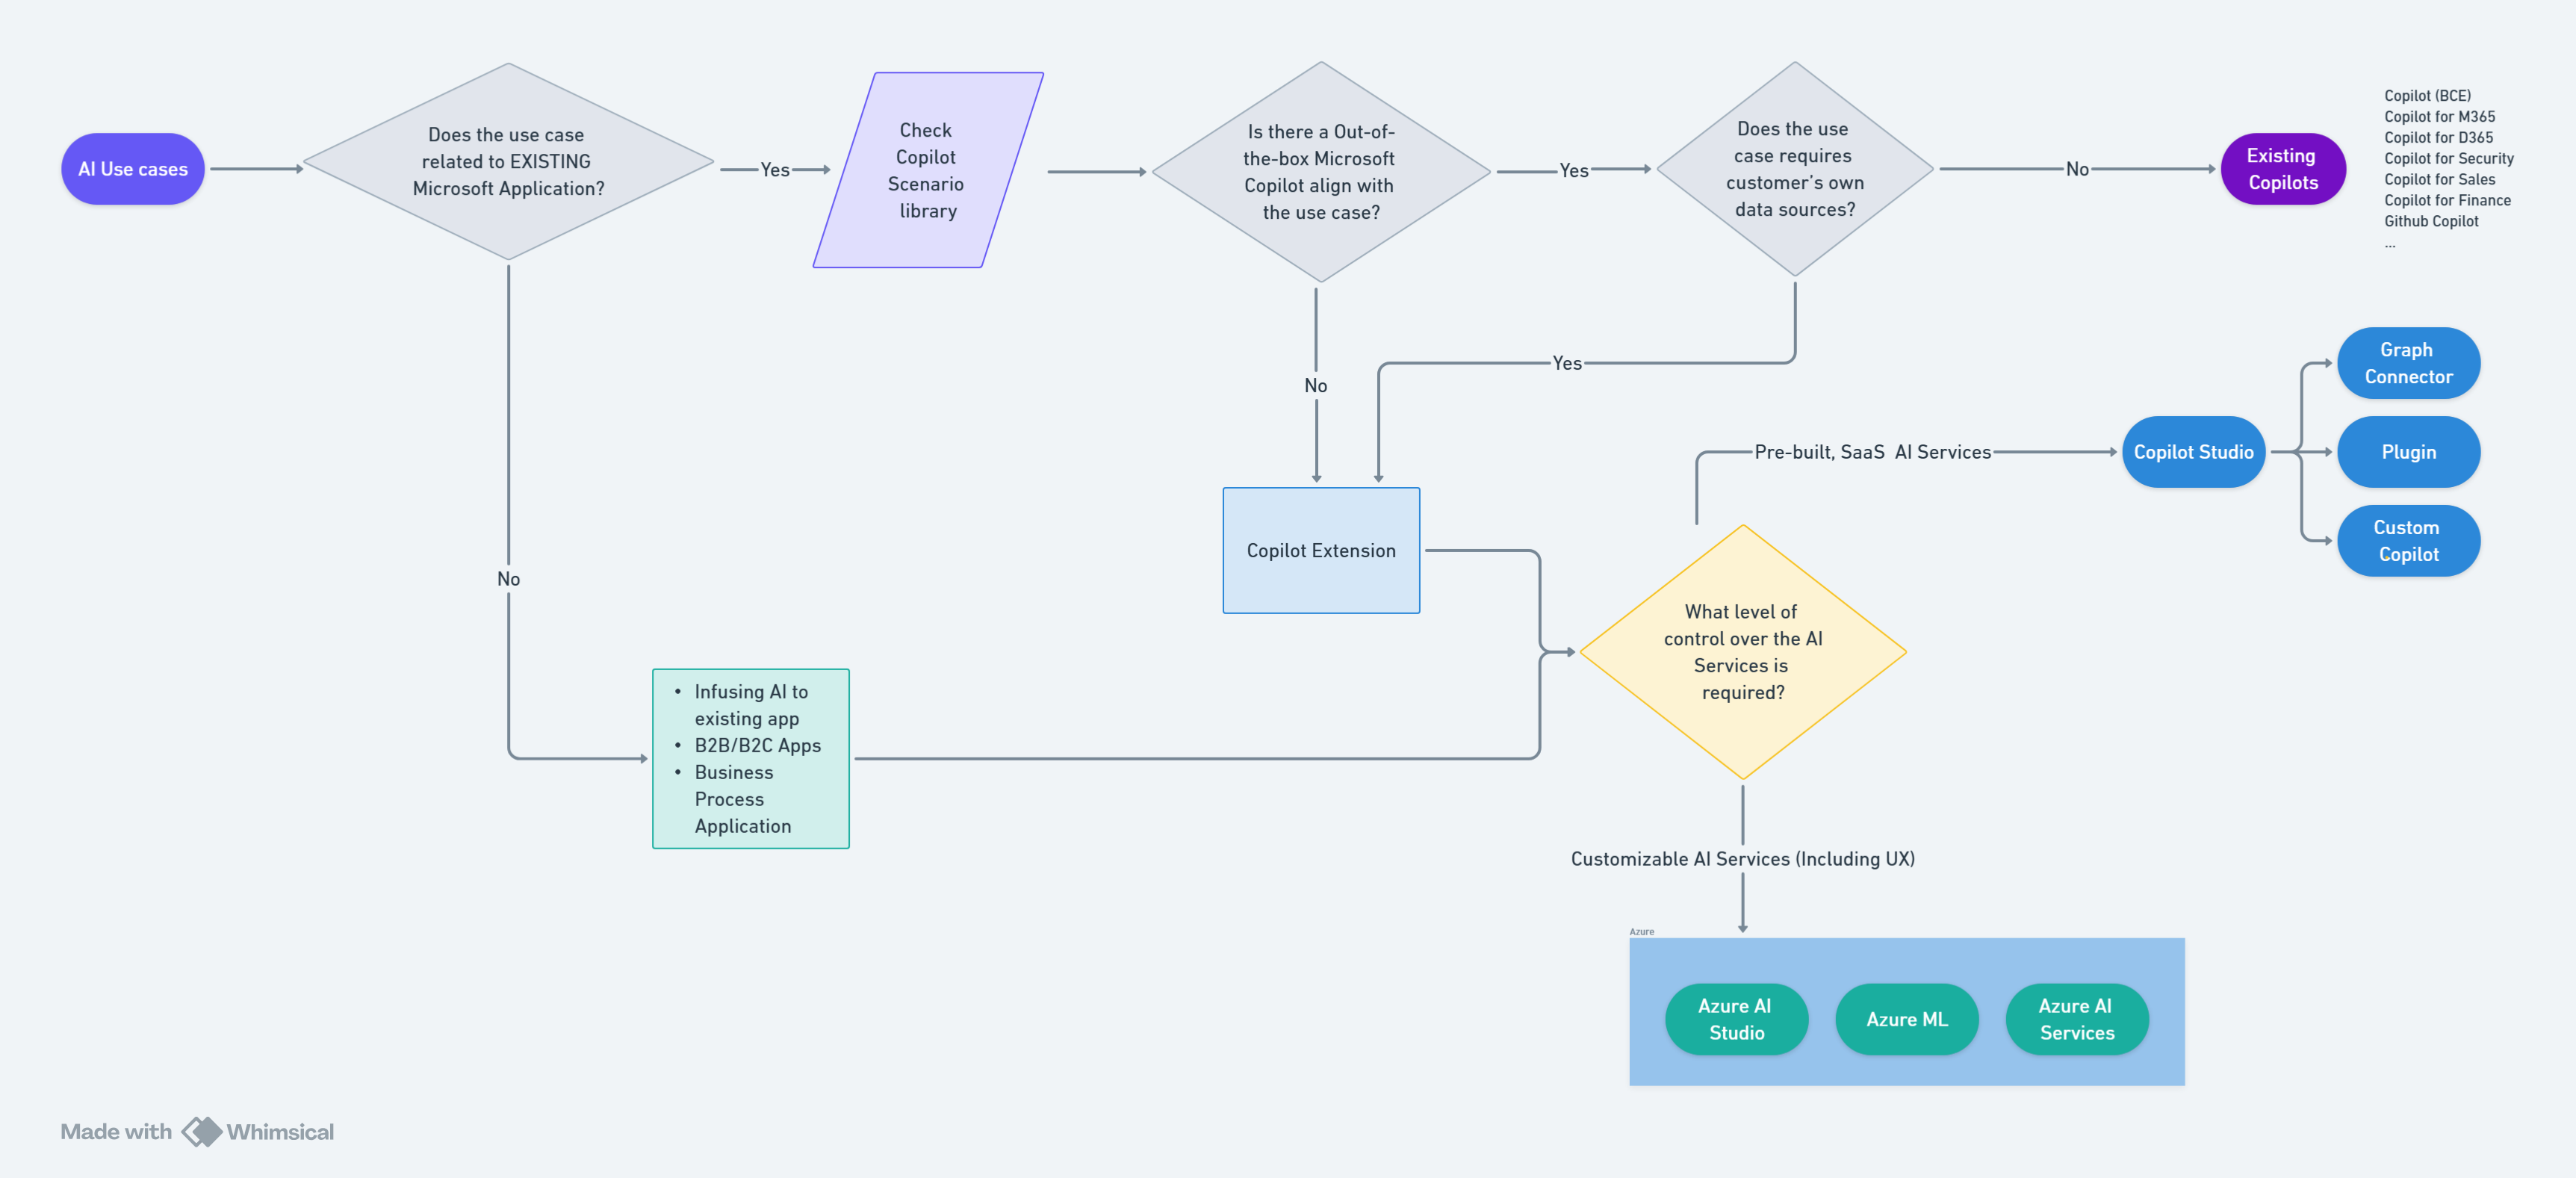 AI Use cases
Does the use case
related to EXISTING
Microsoft Application?
Yes
Check
Copilot
Scenario
library
Is there a Out-of-
the-box Microsoft
Copilot align with
the use case?
Yes
Does the use
case requires
customer's own
data sources?
No
Existing
Copilots
Copilot (BCE)
Copilot for M365
Copilot for D365
Copilot for Security
Copilot for Sales
Copilot for Finance
Github Copilot
...
No
Yes
No
Copilot Extension
Pre-built, SaaS  AI Services
Copilot Studio
Graph
Connector
Plugin
Custom
Copilot
What level of
control over the AI
Services is
required?
• Infusing AI to
existing app
• B2B/B2C Apps
• Business
Process
Application
Customizable AI Services (Including UX)
Azure
Azure AI
Studio
Azure ML
Azure AI
Services
Made with Whimsical